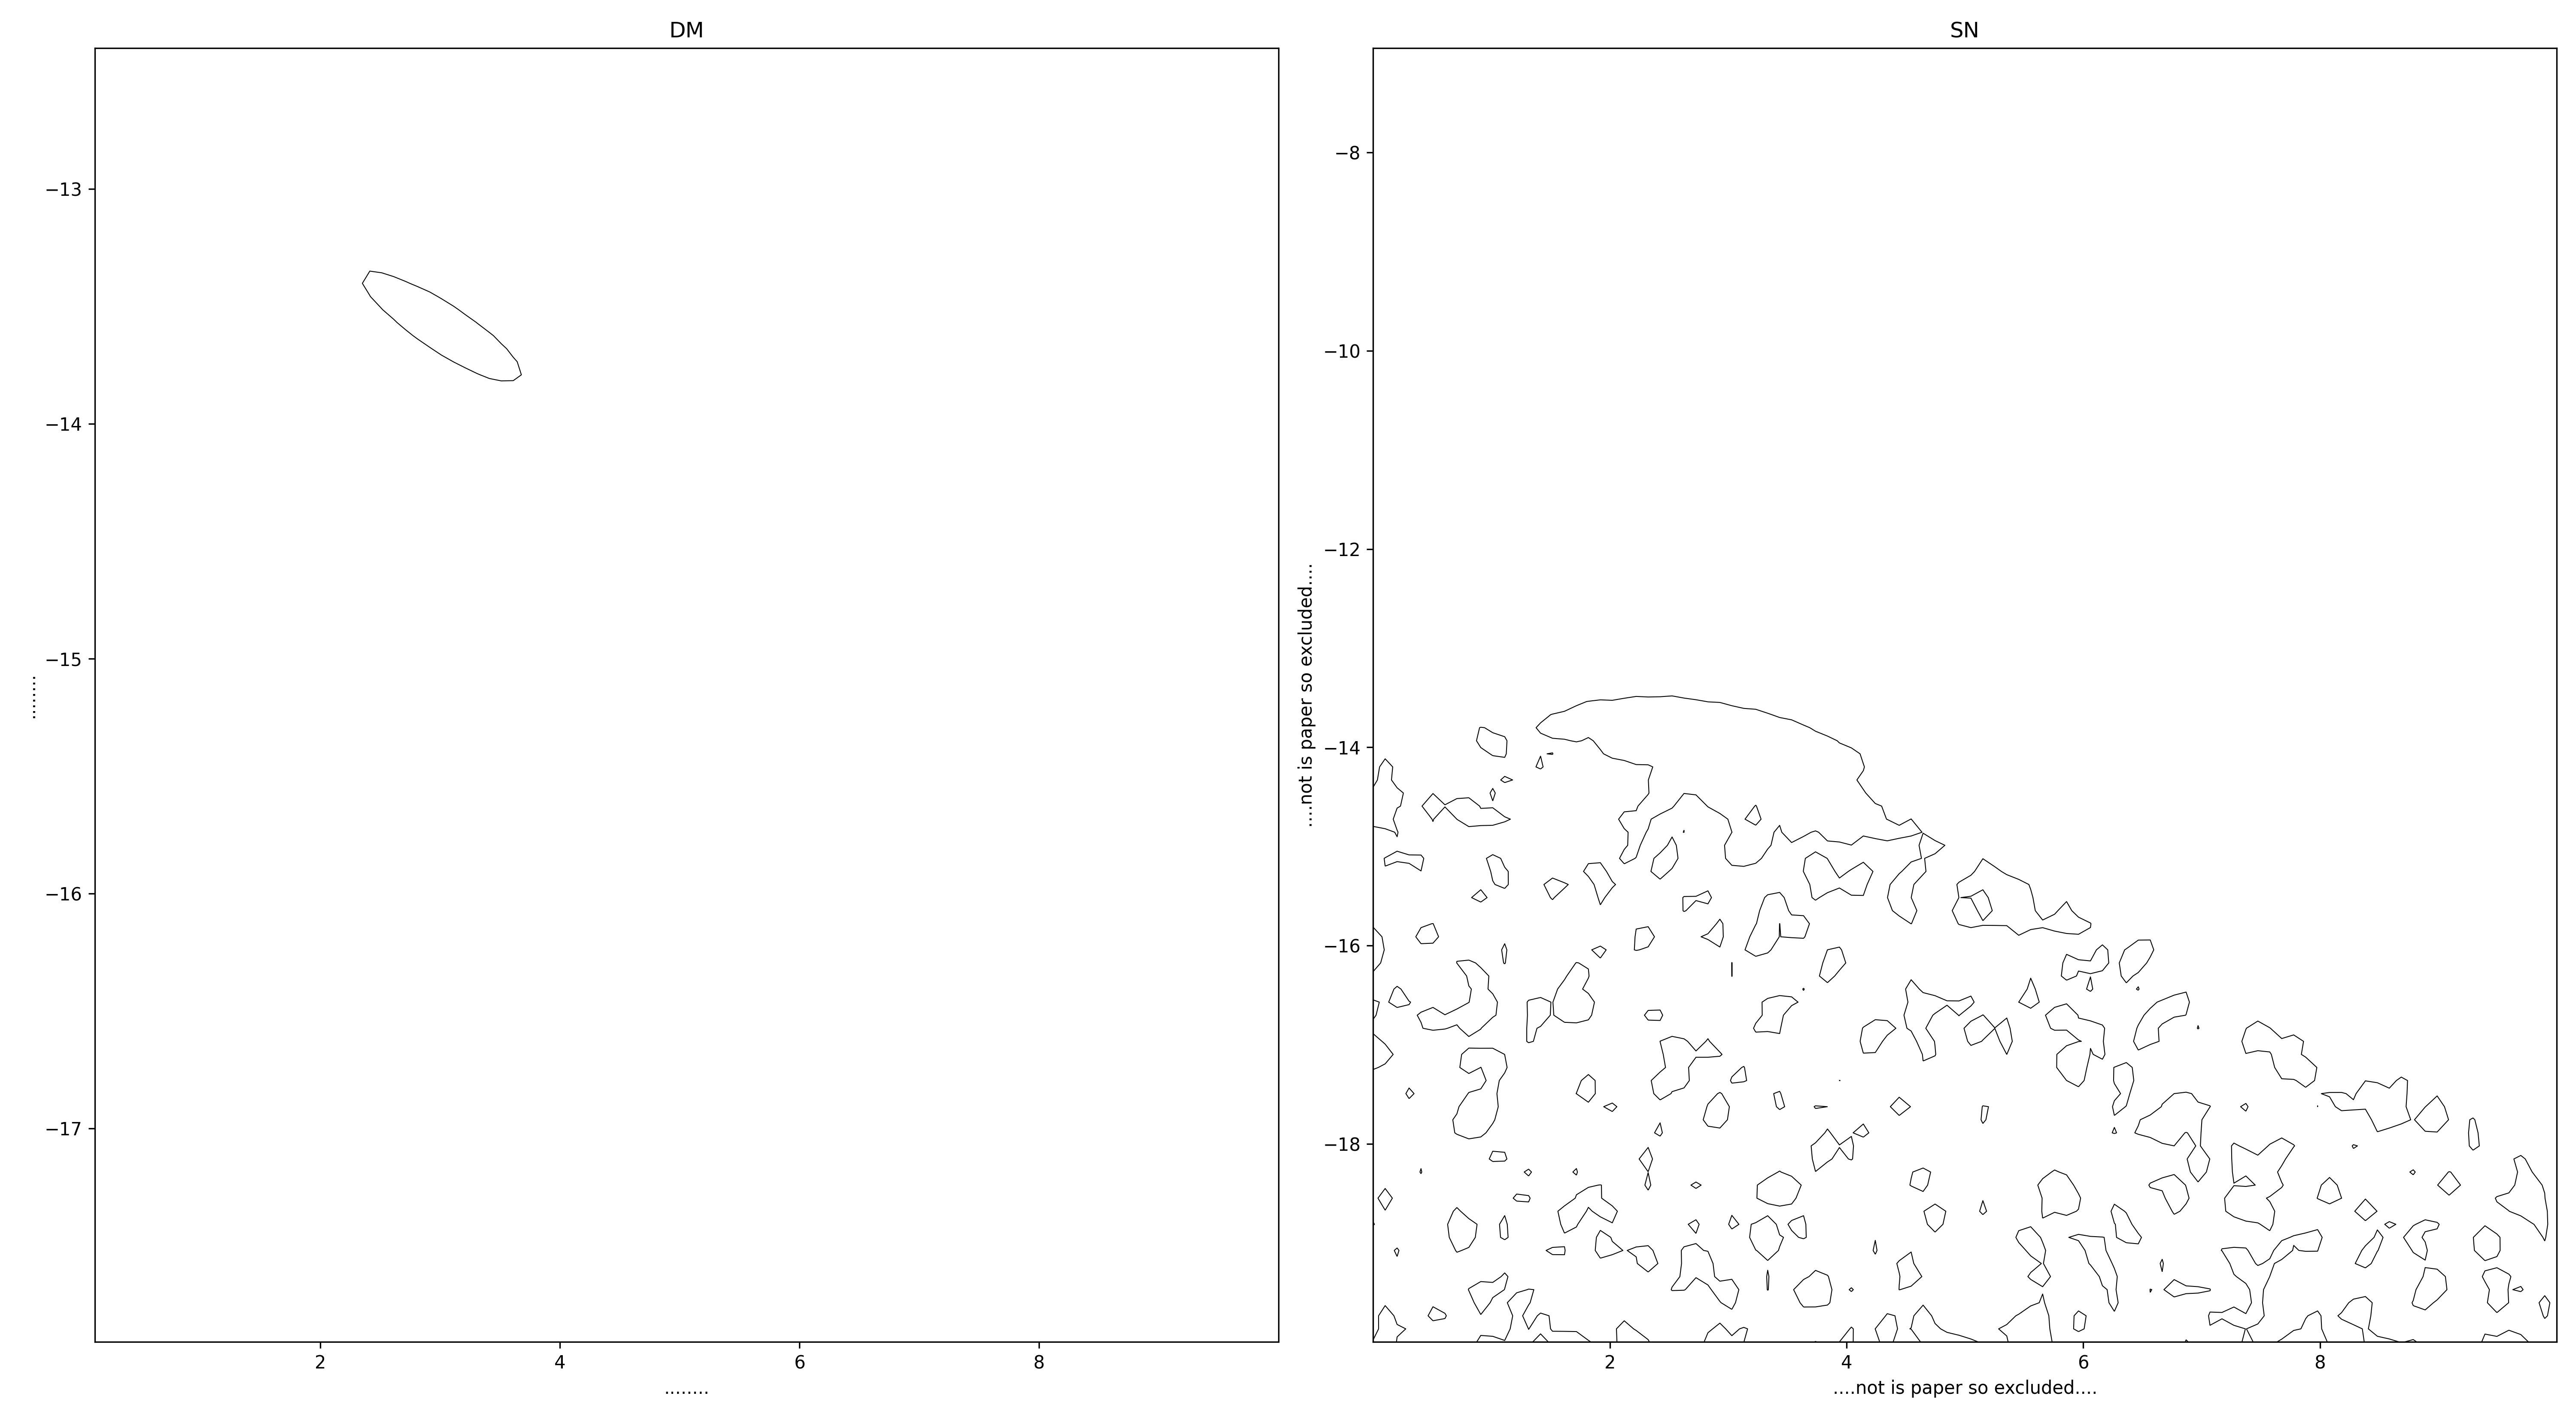 DM
−13
−14
−15
−16
−17
2 4 6 8
........
.........
SN
−8
−10
−12
−14
−16
−18
2 4 6 8
....not is paper so excluded....
....not is paper so excluded....